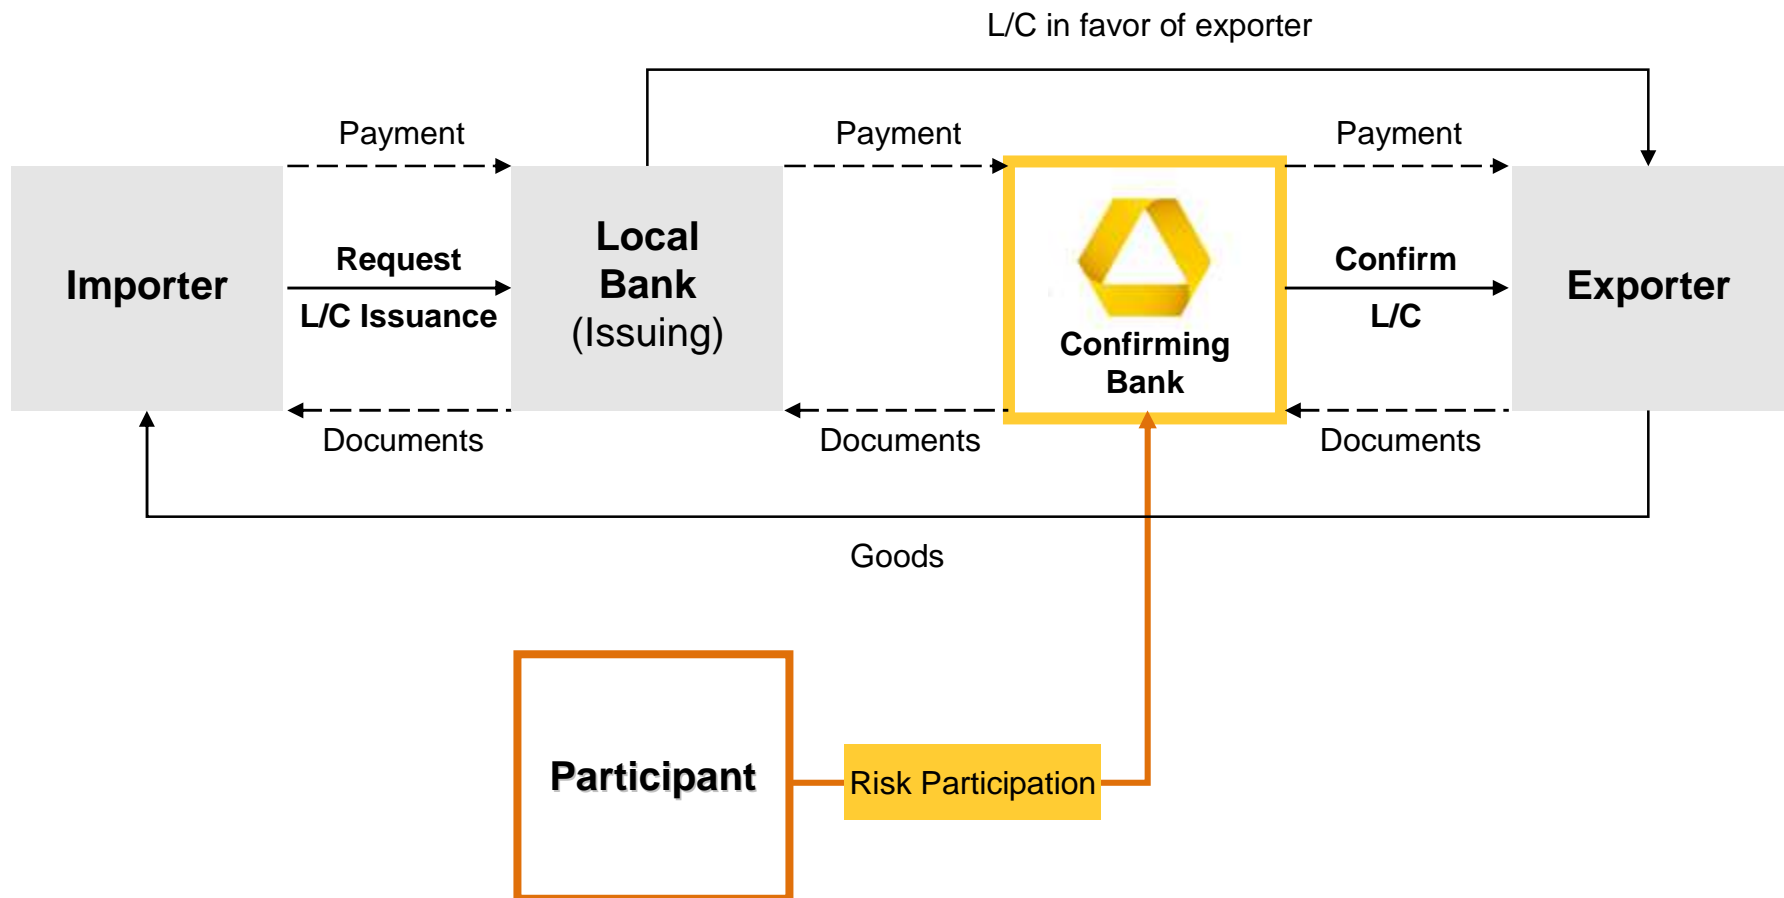 L/C in favor of exporter
Payment
Payment
Payment
Importer
Request
L/C Issuance
Local
Bank
(Issuing)
Confirming
Bank
Confirm
L/C
Exporter
Documents
Documents
Documents
Goods
Participant
Risk Participation